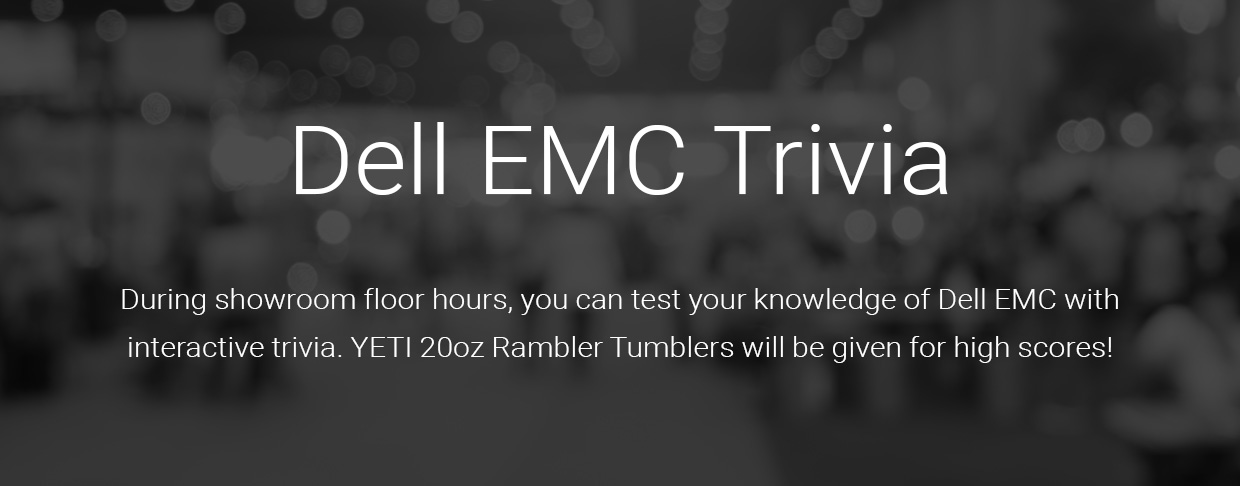 Dell EMC Trivia
During showroom floor hours, you can test your knowledge of Dell EMC with
interactive trivia. YETI 20oz Rambler Tumblers will be given for high scores!